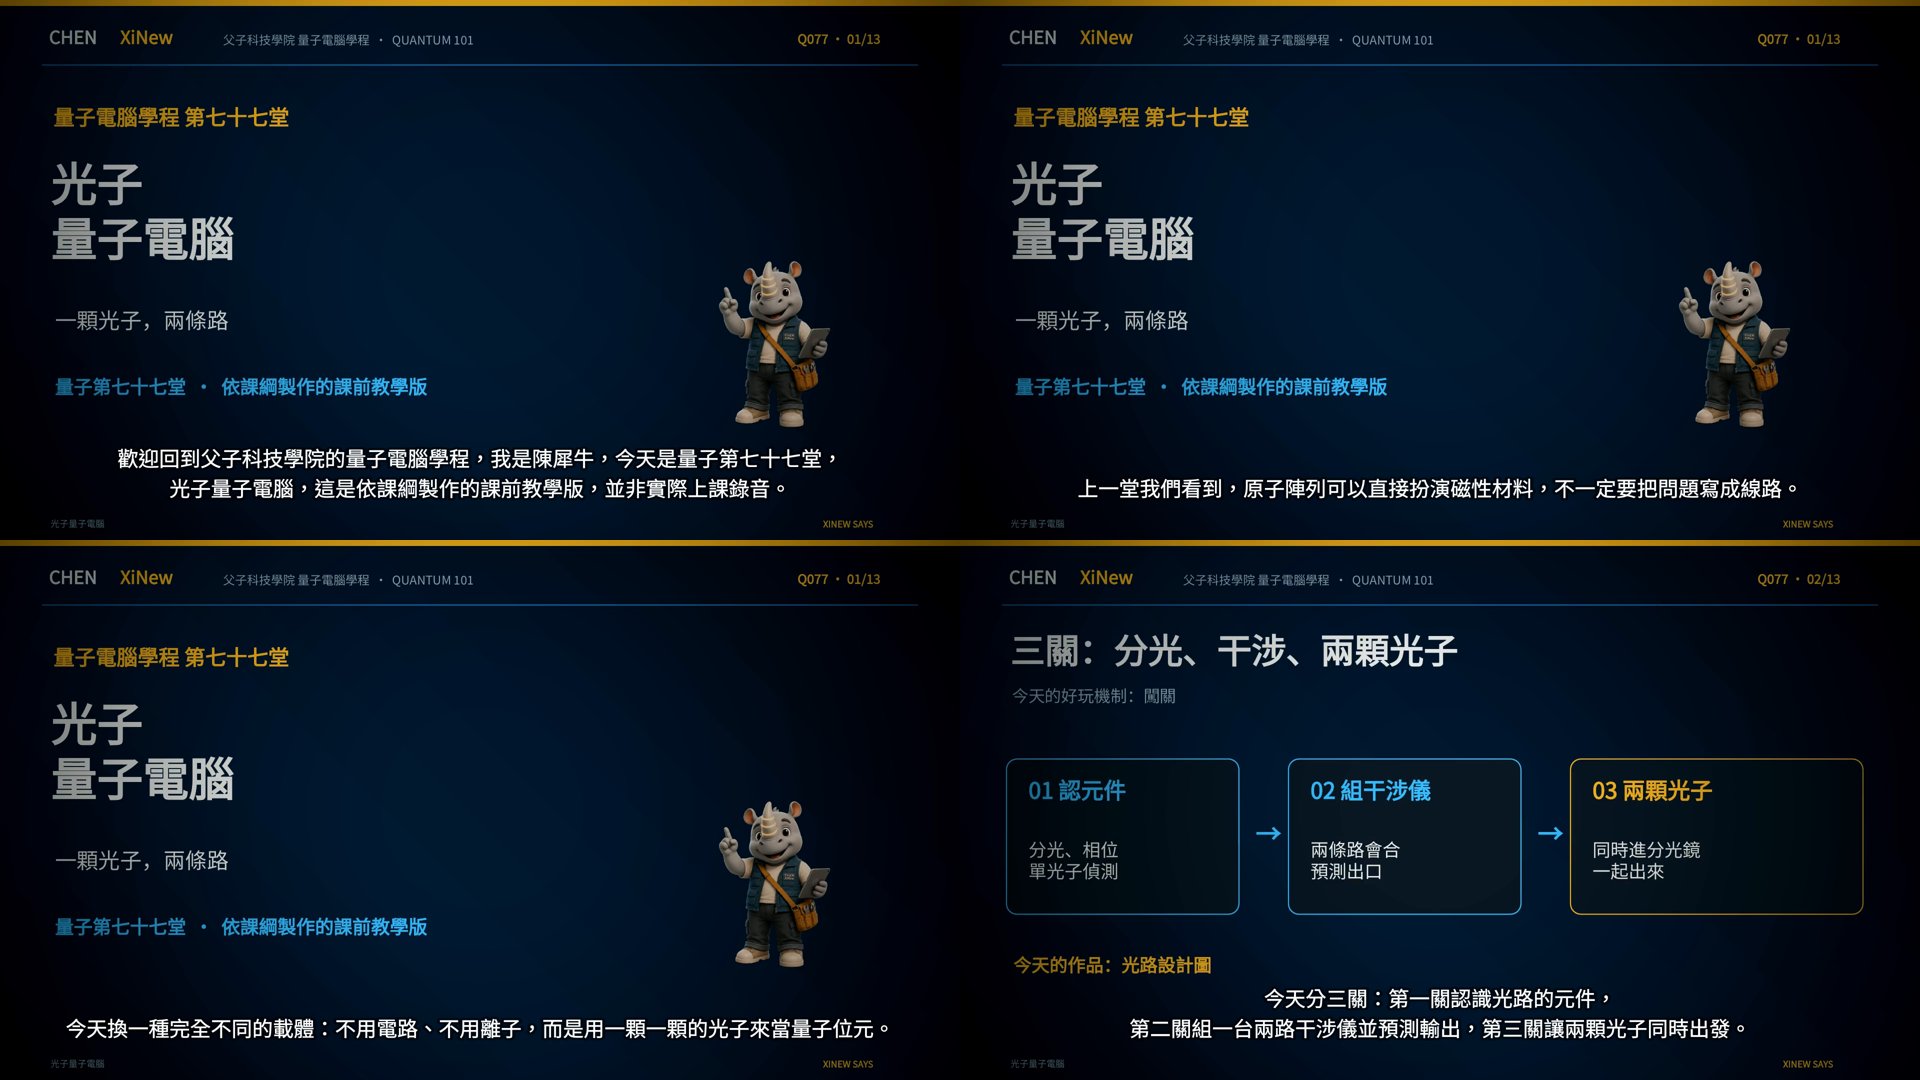 CHEN XiNew 父子科技學院 量子電腦學程 · QUANTUM 101 Q077 · 01/13
量子電腦學程 第七十七堂
光子
量子電腦
一顆光子，兩條路
量子第七十七堂 · 依課綱製作的課前教學版
歡迎回到父子科技學院的量子電腦學程，我是陳犀牛，今天是量子第七十七堂，
光子量子電腦，這是依課綱製作的課前教學版，並非實際上課錄音。
光子量子電腦 XINEW SAYS
CHEN XiNew 父子科技學院 量子電腦學程 · QUANTUM 101 Q077 · 01/13
量子電腦學程 第七十七堂
光子
量子電腦
一顆光子，兩條路
量子第七十七堂 · 依課綱製作的課前教學版
上一堂我們看到，原子陣列可以直接扮演磁性材料，不一定要把問題寫成線路。
光子量子電腦 XINEW SAYS
CHEN XiNew 父子科技學院 量子電腦學程 · QUANTUM 101 Q077 · 01/13
量子電腦學程 第七十七堂
光子
量子電腦
一顆光子，兩條路
量子第七十七堂 · 依課綱製作的課前教學版
今天換一種完全不同的載體：不用電路、不用離子，而是用一顆一顆的光子來當量子位元。
光子量子電腦 XINEW SAYS
CHEN XiNew 父子科技學院 量子電腦學程 · QUANTUM 101 Q077 · 02/13
三關：分光、干涉、兩顆光子
今天的好玩機制：闖關
01 認元件
分光、相位
單光子偵測
→
02 組干涉儀
兩條路會合
預測出口
→
03 兩顆光子
同時進分光鏡
一起出來
今天的作品：光路設計圖
今天分三關：第一關認識光路的元件，
第二關組一台兩路干涉儀並預測輸出，第三關讓兩顆光子同時出發。
光子量子電腦 XINEW SAYS